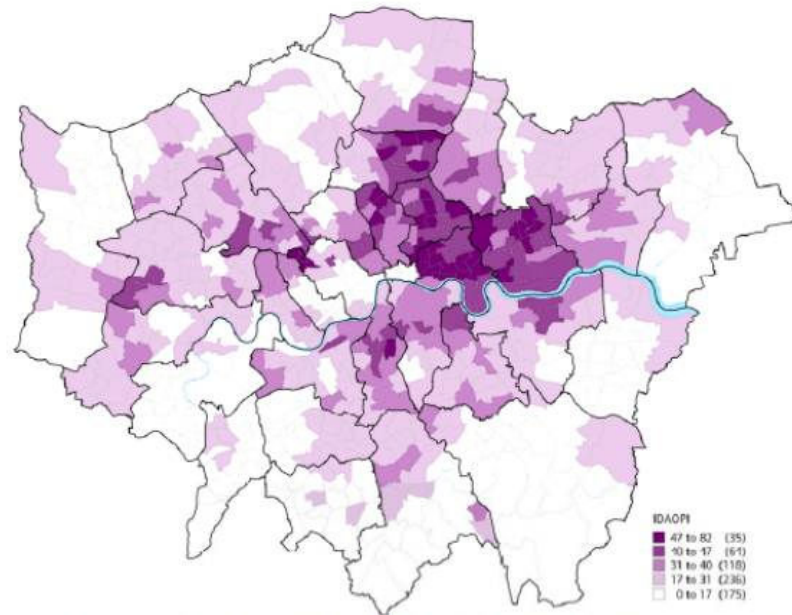 IDAOPI
47 to 82 (35)
40 to 47 (61)
31 to 40 (118)
17 to 31 (236)
0 to 17 (175)